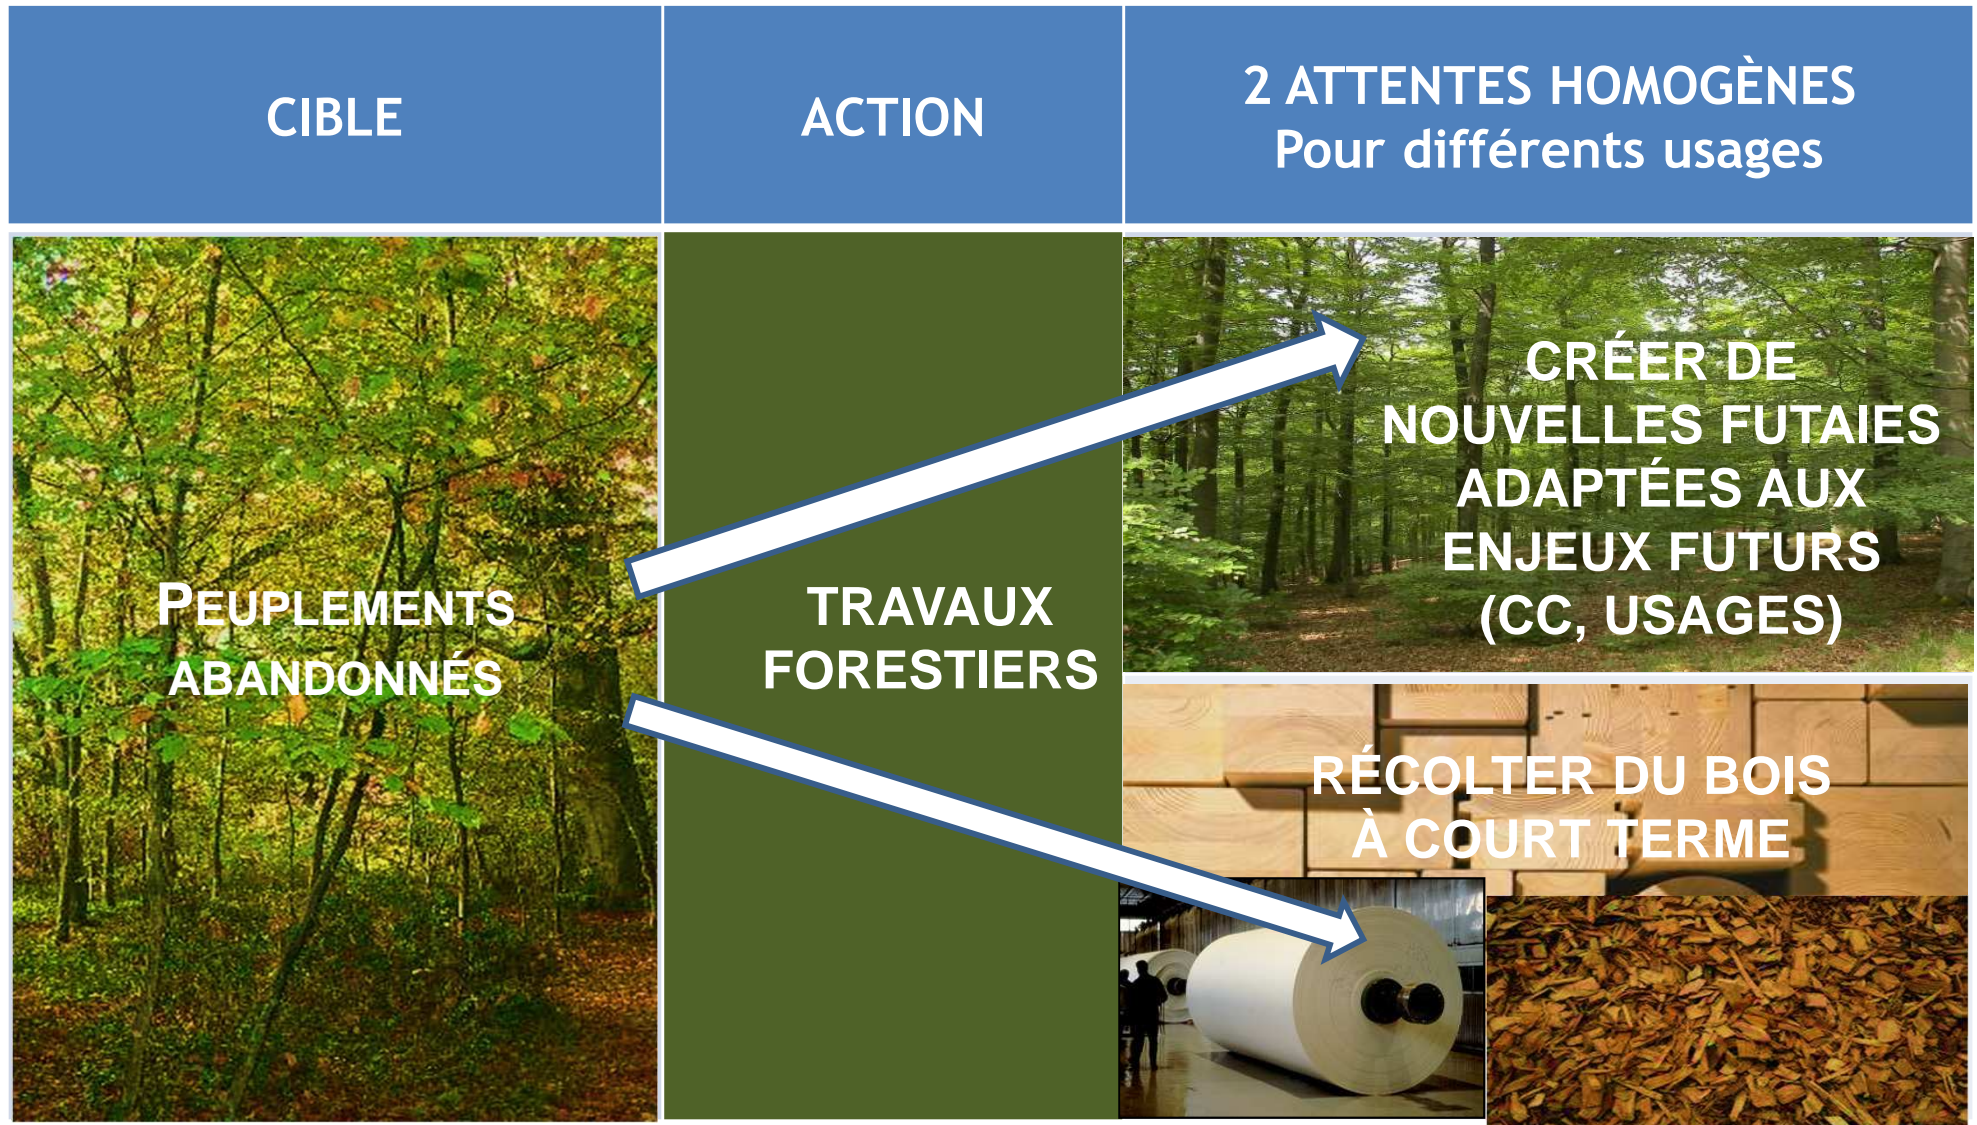 CIBLE
ACTION
2 ATTENTES HOMOGÈNES
Pour différents usages
PEUPLEMENTS
ABANDONNÉS
TRAVAUX
FORESTIERS
CRÉER DE
NOUVELLES FUTAIES
ADAPTÉES AUX
ENJEUX FUTURS
(CC, USAGES)
RÉCOLTER DU BOIS
À COURT TERME